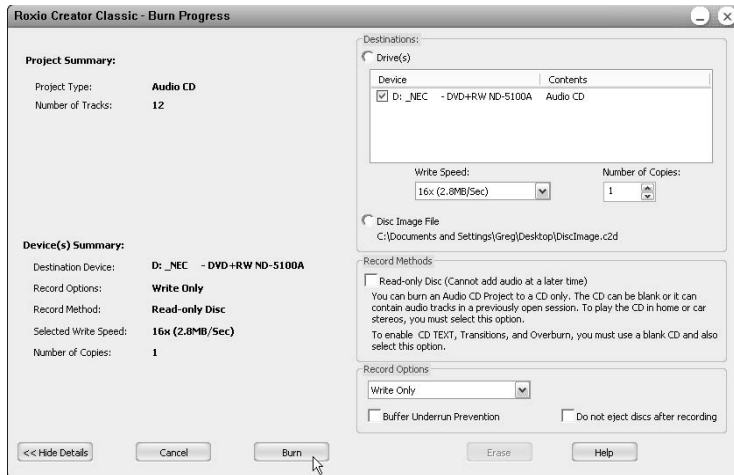 Roxio Creator Classic - Burn Progress
Project Summary:
Project Type: Audio CD
Number of Tracks: 12
Device(s) Summary:
Destination Device: D: _NEC - DVD+RW ND-5100A
Record Options: Write Only
Record Method: Read-only Disc
Selected Write Speed: 16x (2.8MB/Sec)
Number of Copies: 1
Destinations:
Drive(s)
Device Contents
D: _NEC - DVD+RW ND-5100A Audio CD
Write Speed: Number of Copies:
16x (2.8MB/Sec) 1
Disc Image File
C:\Documents and Settings\Greg\Desktop\DiscImage.c2d
Record Methods
Read-only Disc (Cannot add audio at a later time)
You can burn an Audio CD Project to a CD only. The CD can be blank or it can
contain audio tracks in a previously open session. To play the CD in home or car
stereos, you must select this option.
To enable CD TEXT, Transitions, and Overburn, you must use a blank CD and also
select this option.
Record Options
Write Only
Buffer Underrun Prevention Do not eject discs after recording
<< Hide Details Cancel Burn Erase Help